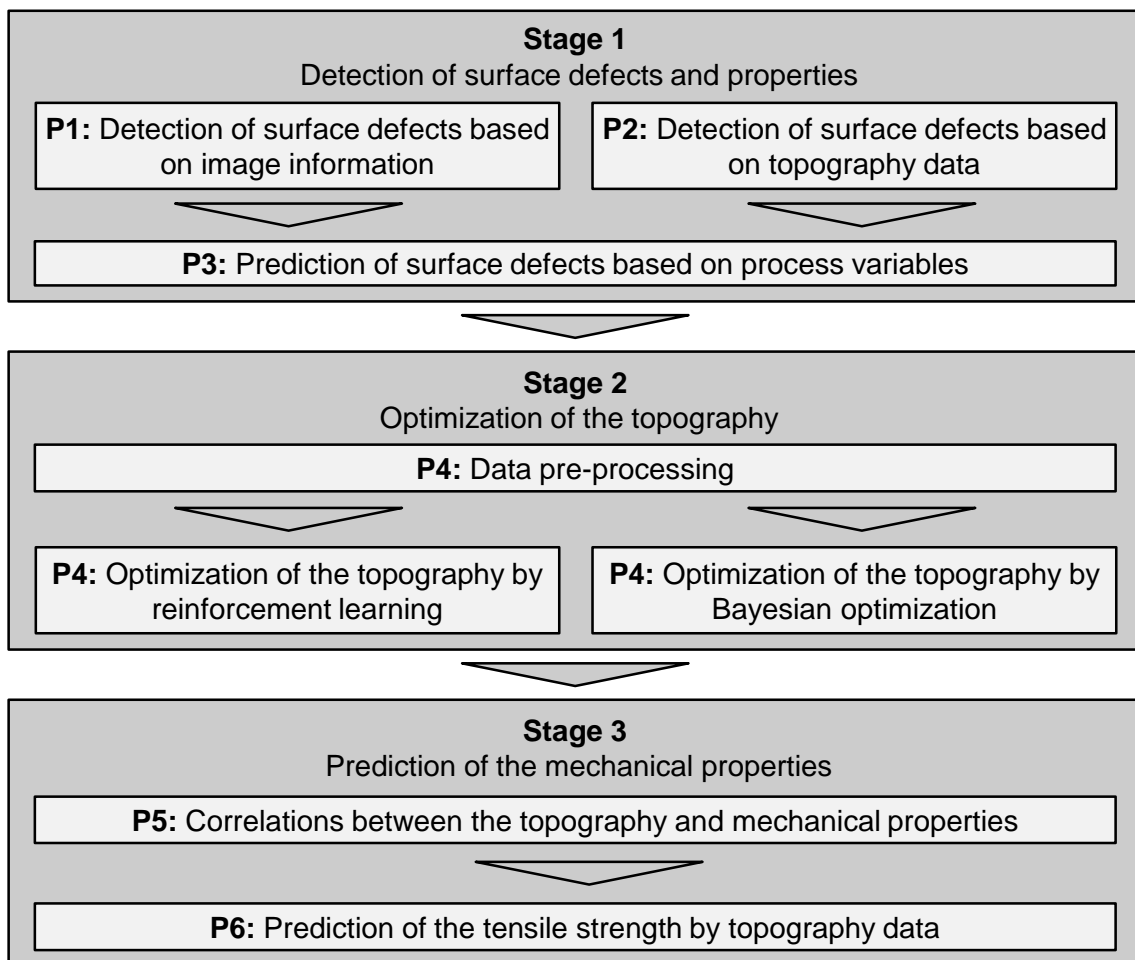 Stage 1
Detection of surface defects and properties
P1: Detection of surface defects based
on image information
P2: Detection of surface defects based
on topography data
P3: Prediction of surface defects based on process variables
Stage 2
Optimization of the topography
P4: Data pre-processing
P4: Optimization of the topography by
reinforcement learning
P4: Optimization of the topography by
Bayesian optimization
Stage 3
Prediction of the mechanical properties
P5: Correlations between the topography and mechanical properties
P6: Prediction of the tensile strength by topography data